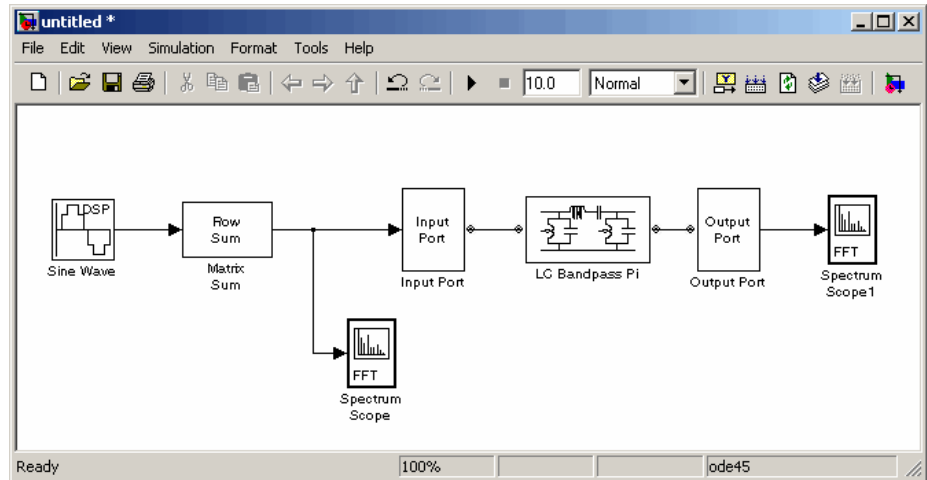 untitled *
File Edit View Simulation Format Tools Help
10.0 Normal
DSP
Sine Wave
Row
Sum
Matrix
Sum
Input
Port
Input Port
LC Bandpass Pi
Output
Port
Output Port
FFT
Spectrum
Scope1
FFT
Spectrum
Scope
Ready 100% ode45